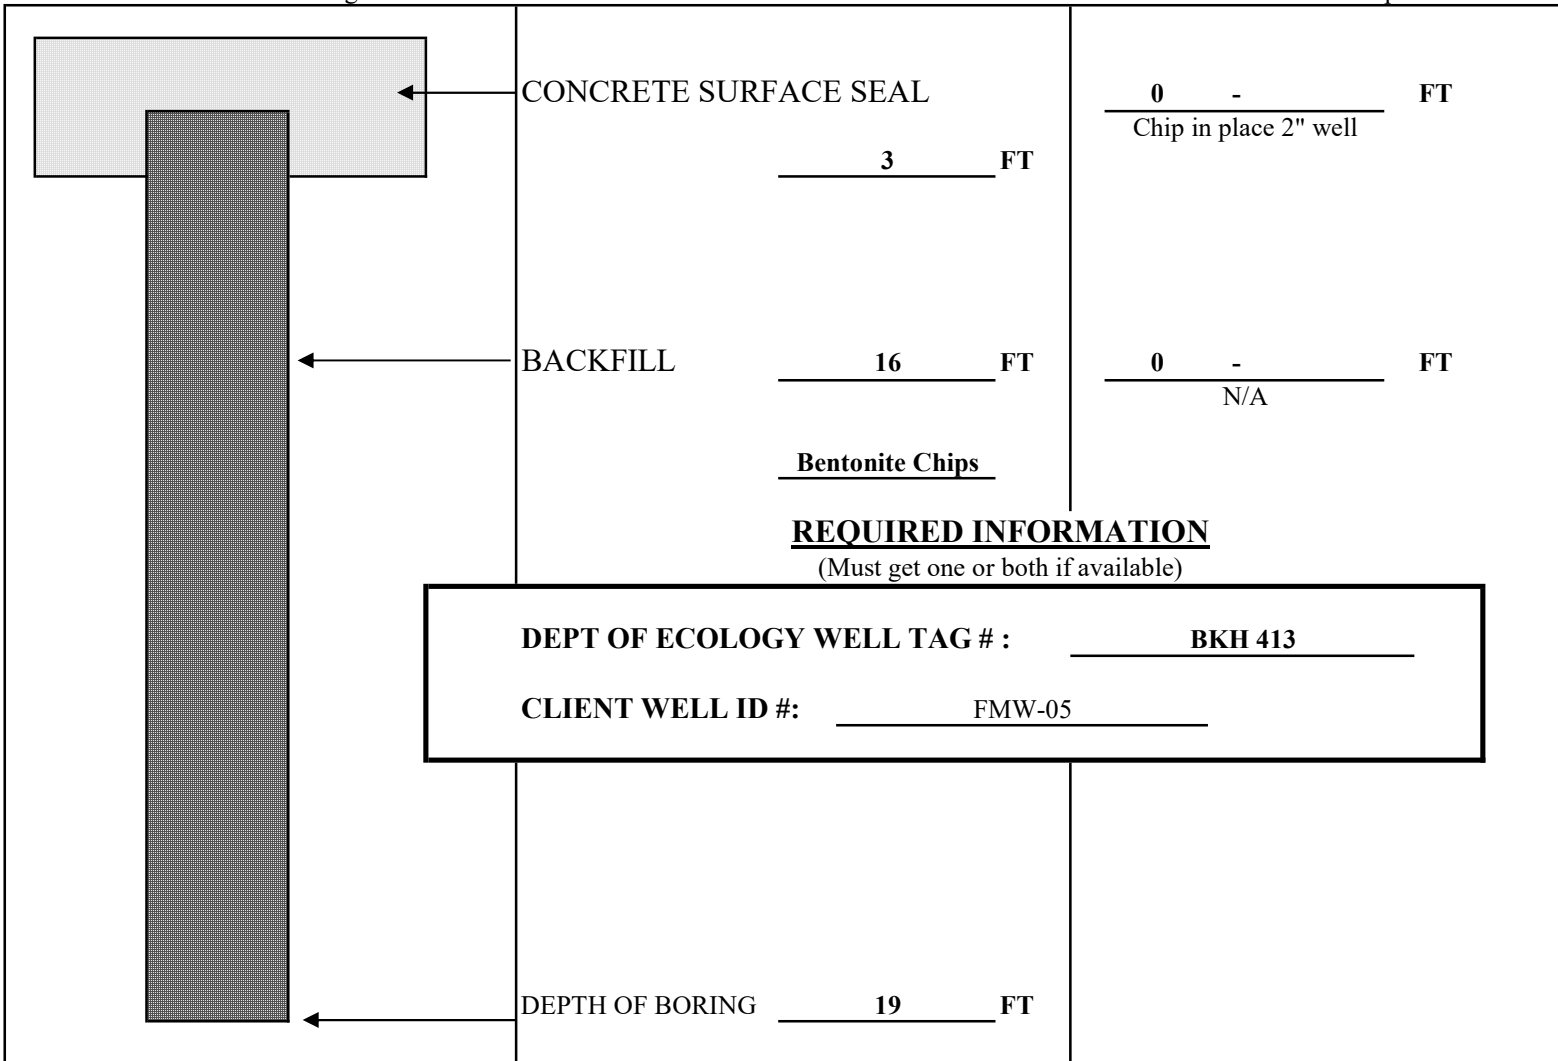 CONCRETE SURFACE SEAL 0 - FT
Chip in place 2" well
3 FT
BACKFILL 16 FT 0 - FT
N/A
Bentonite Chips
REQUIRED INFORMATION
(Must get one or both if available)
DEPT OF ECOLOGY WELL TAG # : BKH 413
CLIENT WELL ID #: FMW-05
DEPTH OF BORING 19 FT